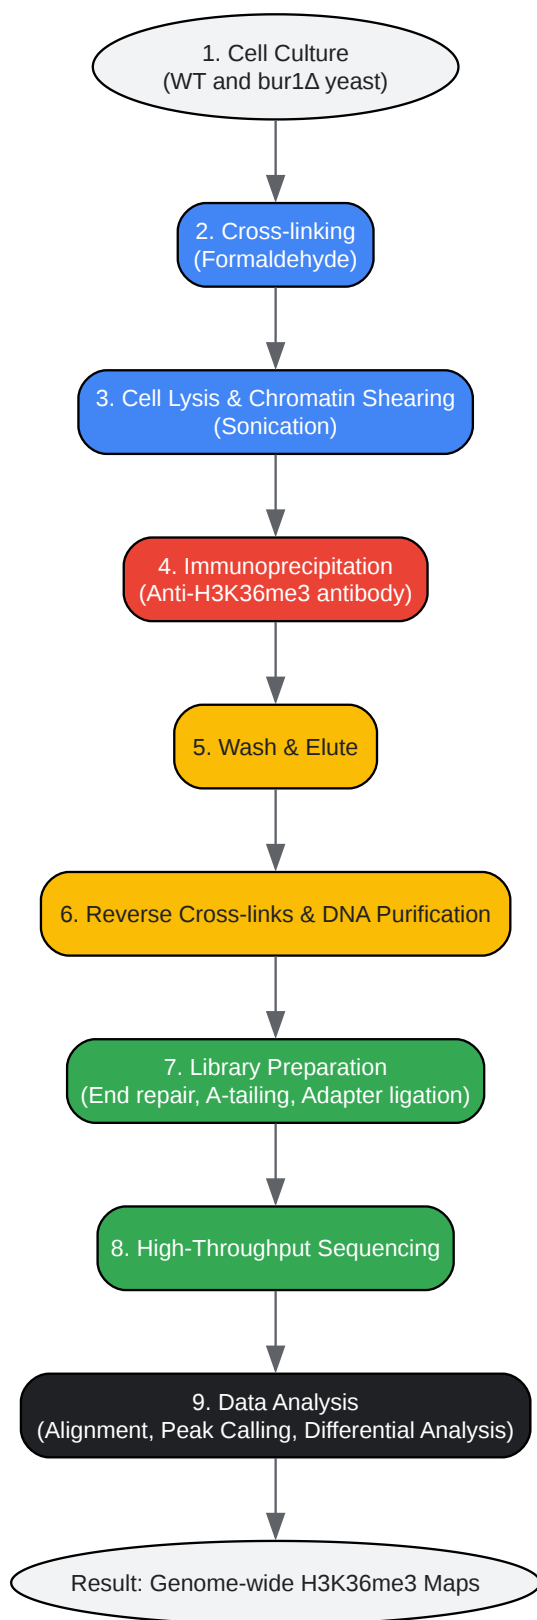 1. Cell Culture
(WT and bur1Δ yeast)
2. Cross-linking
(Formaldehyde)
3. Cell Lysis & Chromatin Shearing
(Sonication)
4. Immunoprecipitation
(Anti-H3K36me3 antibody)
5. Wash & Elute
6. Reverse Cross-links & DNA Purification
7. Library Preparation
(End repair, A-tailing, Adapter ligation)
8. High-Throughput Sequencing
9. Data Analysis
(Alignment, Peak Calling, Differential Analysis)
Result: Genome-wide H3K36me3 Maps